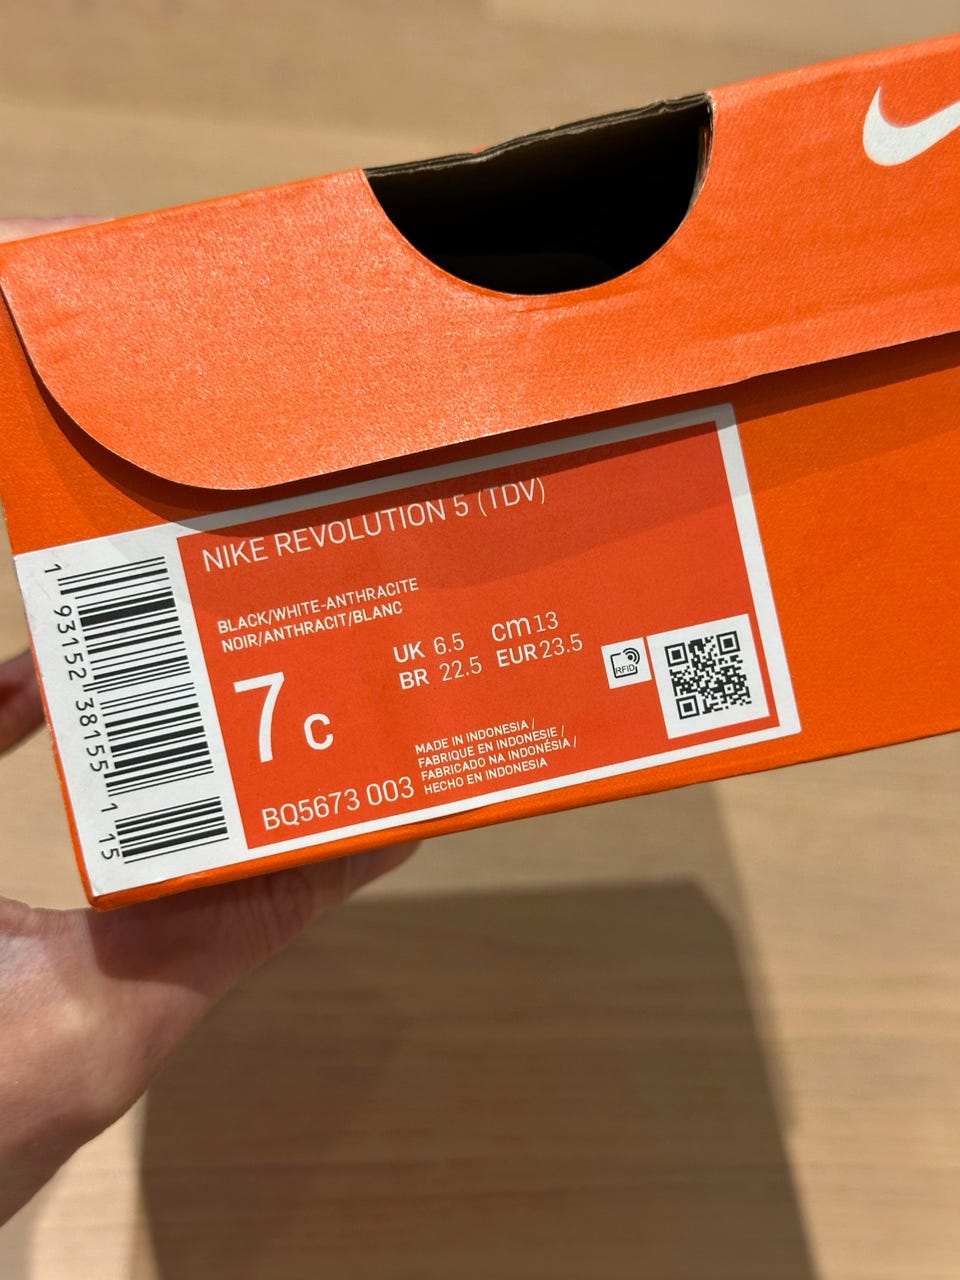 NIKE REVOLUTION 5 (TDV)
BLACK/WHITE-ANTHRACITE
NOIR/ANTHRACIT/BLANC
UK 6.5 cm 13
BR 22.5 EUR 23.5
7c
RFID
MADE IN INDONESIA /
FABRIQUE EN INDONESIE /
FABRICADO NA INDONÉSIA /
HECHO EN INDONESIA
BQ5673 003
1 93152 38155 1 15